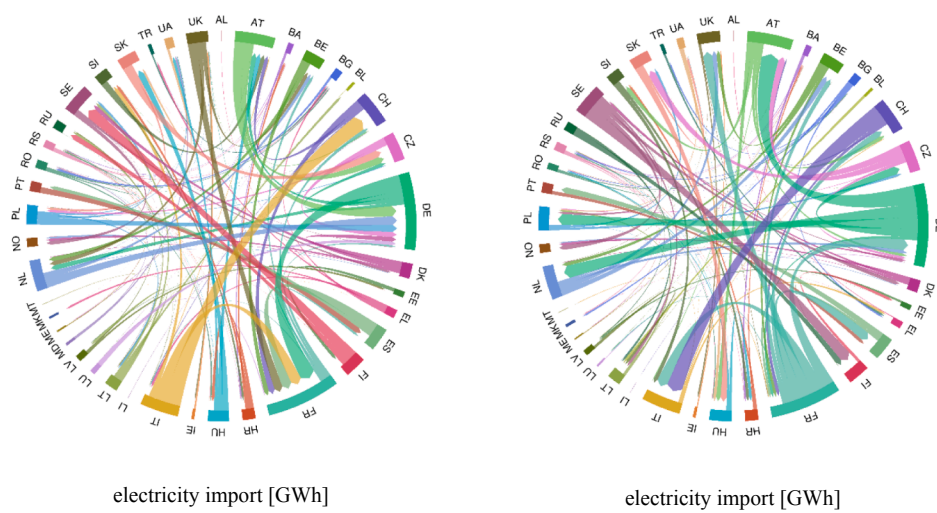 AL
AT
BA
BE
BG
BL
CH
CZ
DE
DK
EE
EL
ES
FI
FR
HR
HU
IE
IT
LI
LT
LU
LV
MD
ME
MK
MT
NL
NO
PL
PT
RO
RS
RU
SE
SI
SK
TR
UA
UK
electricity import [GWh]
AL
AT
BA
BE
BG
BL
CH
CZ
DK
EE
EL
ES
FI
FR
HR
HU
IE
IT
LI
LT
LU
LV
ME
MK
MT
NL
NO
PL
PT
RO
RS
RU
SE
SI
SK
TR
UA
UK
electricity import [GWh]